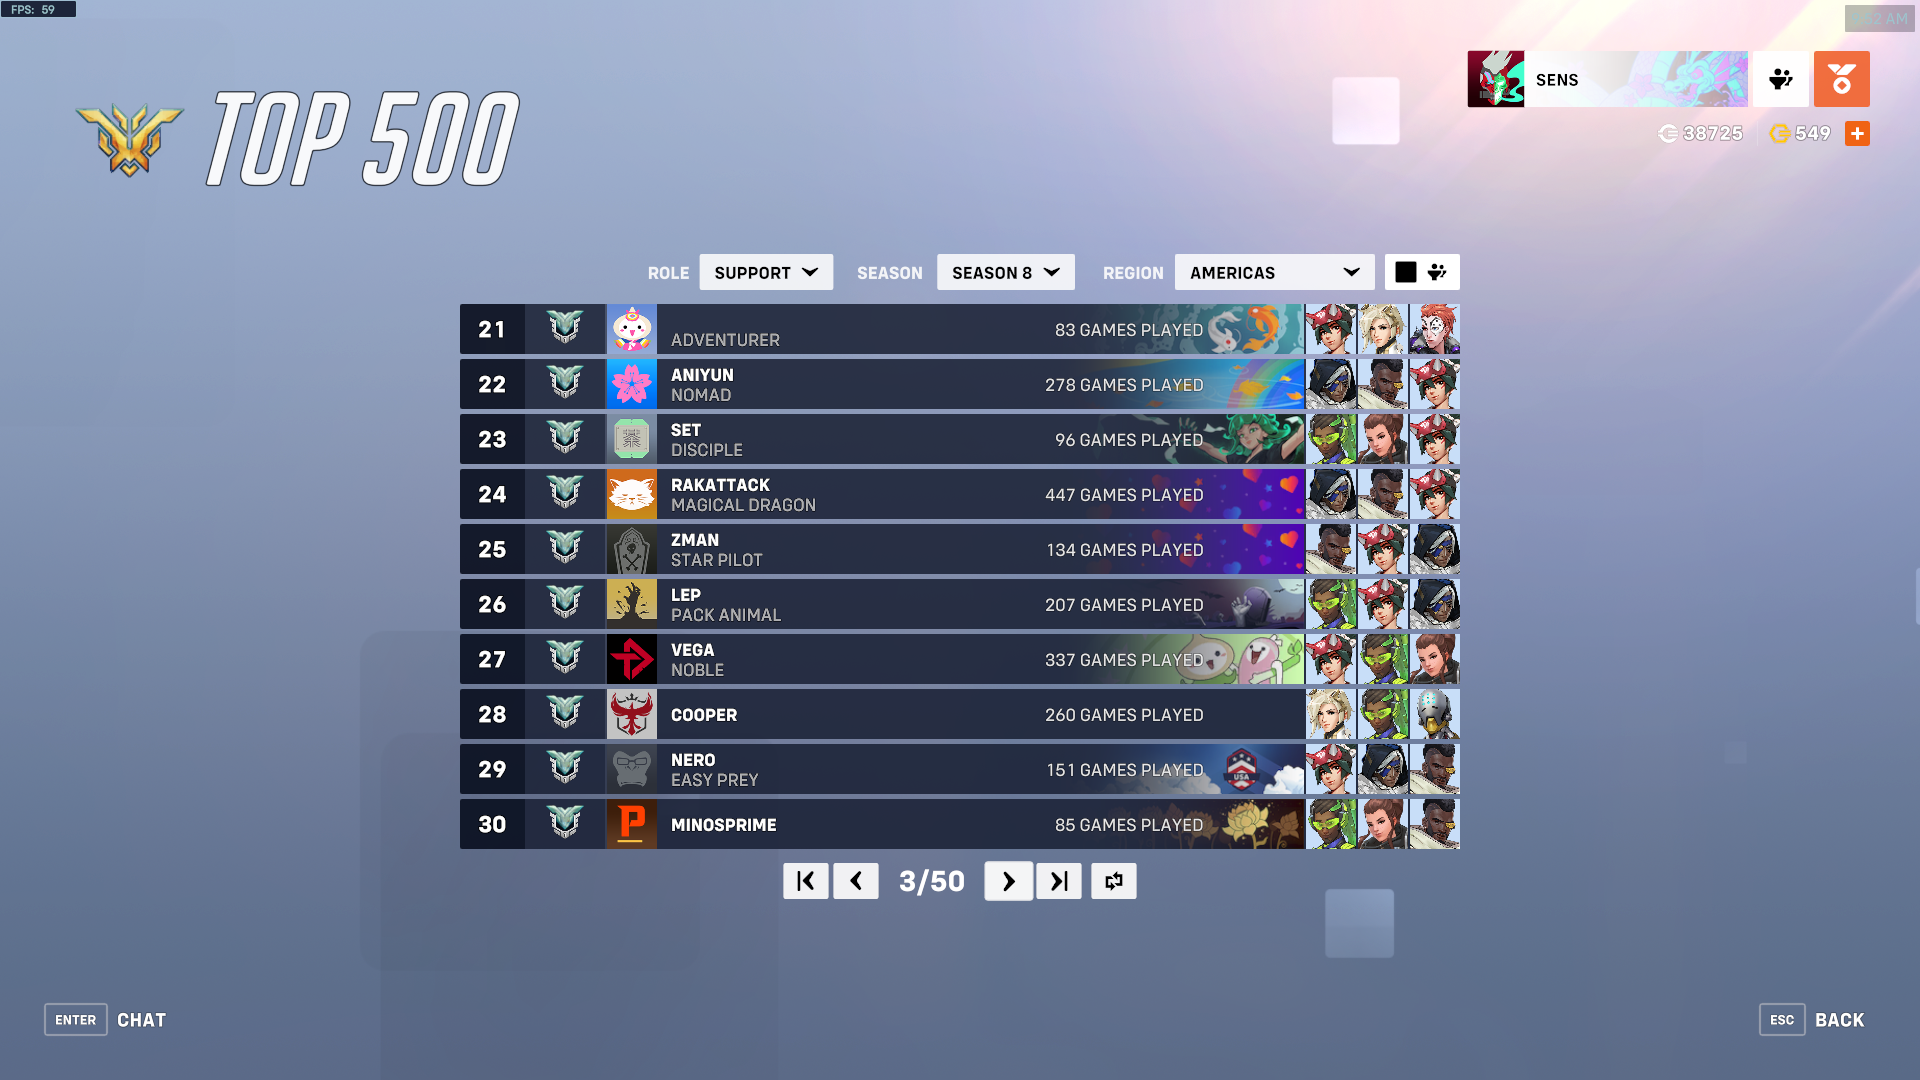 FPS: 59
TOP 500
SENS
38725
549
ROLE SUPPORT SEASON SEASON 8 REGION AMERICAS
21 ADVENTURER 83 GAMES PLAYED
22 ANIYUN 278 GAMES PLAYED
NOMAD
23 SET 96 GAMES PLAYED
DISCIPLE
24 RAKATTACK 447 GAMES PLAYED
MAGICAL DRAGON
25 ZMAN 134 GAMES PLAYED
STAR PILOT
26 LEP 207 GAMES PLAYED
PACK ANIMAL
27 VEGA 337 GAMES PLAYED
NOBLE
28 COOPER 260 GAMES PLAYED
29 NERO 151 GAMES PLAYED USA
EASY PREY
30 P MINOSPRIME 85 GAMES PLAYED
3/50
ENTER CHAT
ESC BACK